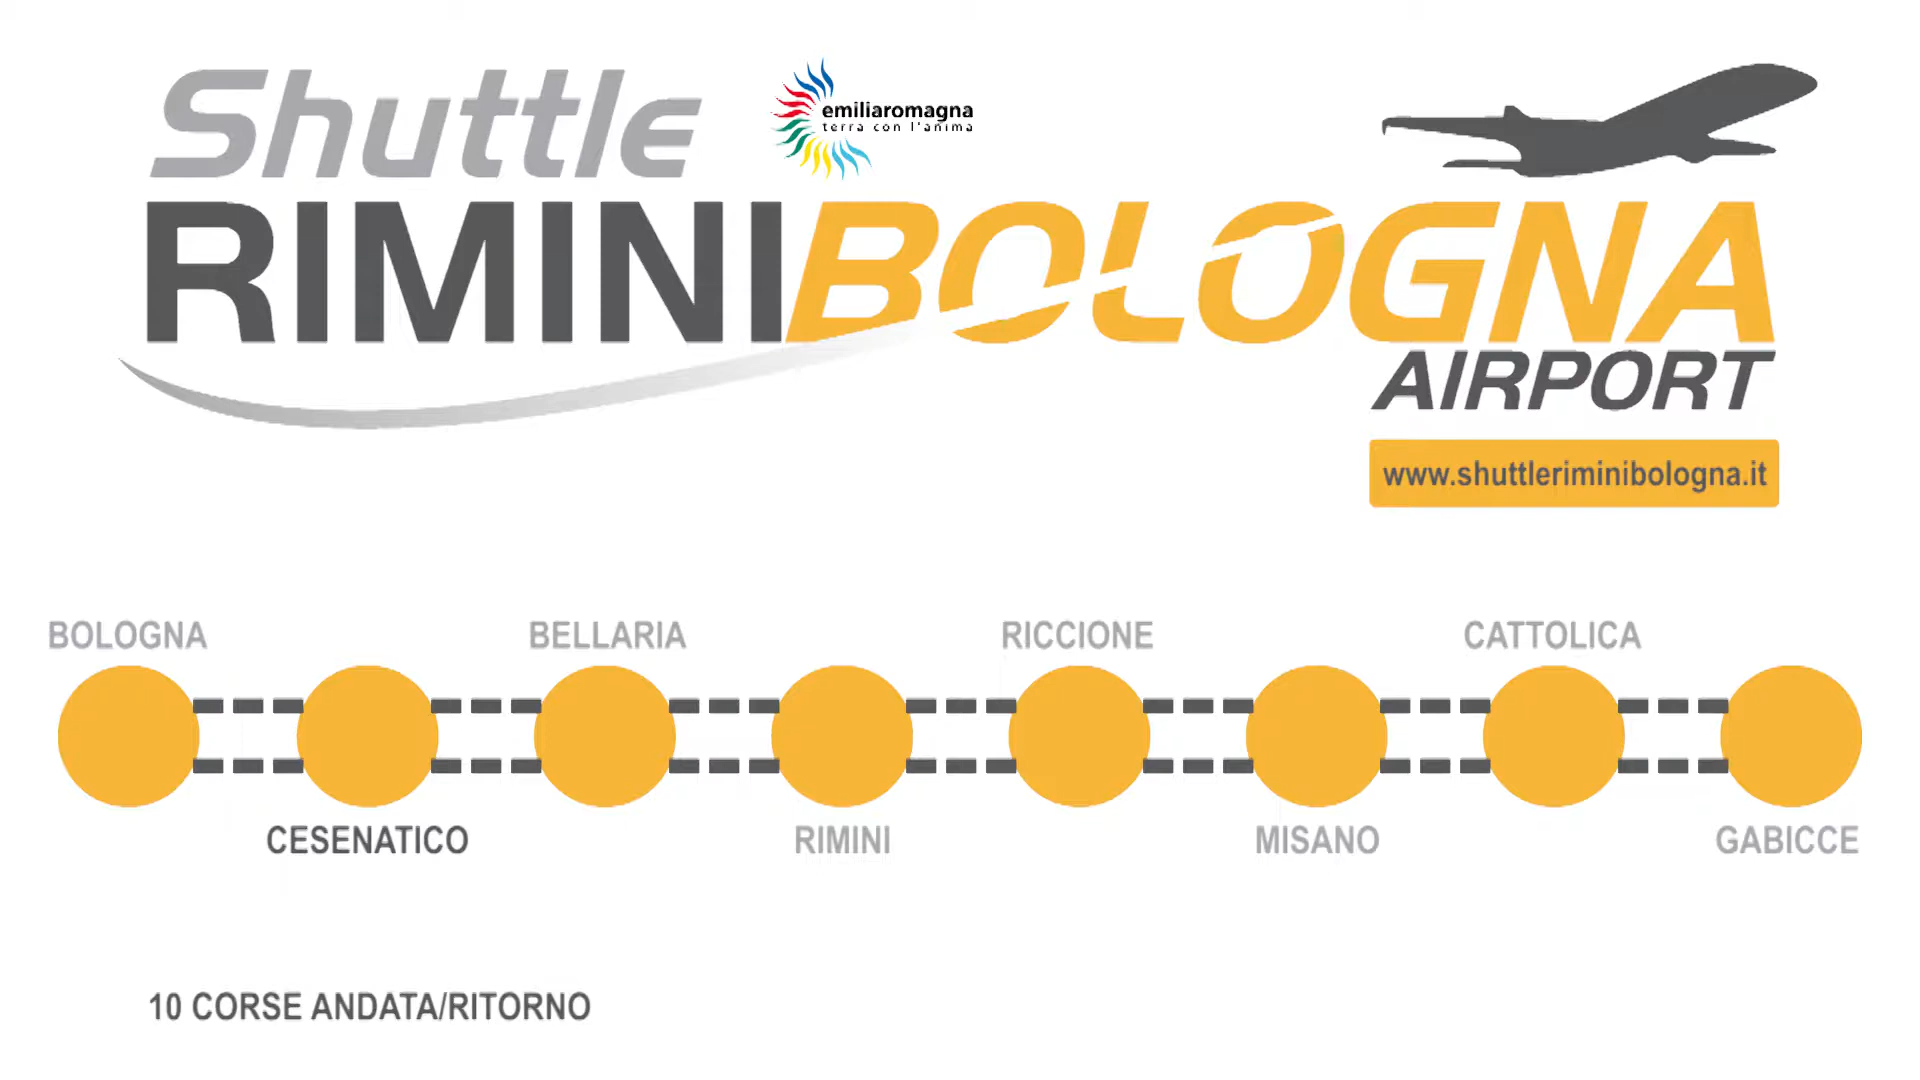 Shuttle
emiliaromagna
terra con l'anima
RIMINIBOLOGNA
AIRPORT
www.shuttleriminibologna.it
BOLOGNA
BELLARIA
RICCIONE
CATTOLICA
CESENATICO
RIMINI
MISANO
GABICCE
10 CORSE ANDATA/RITORNO